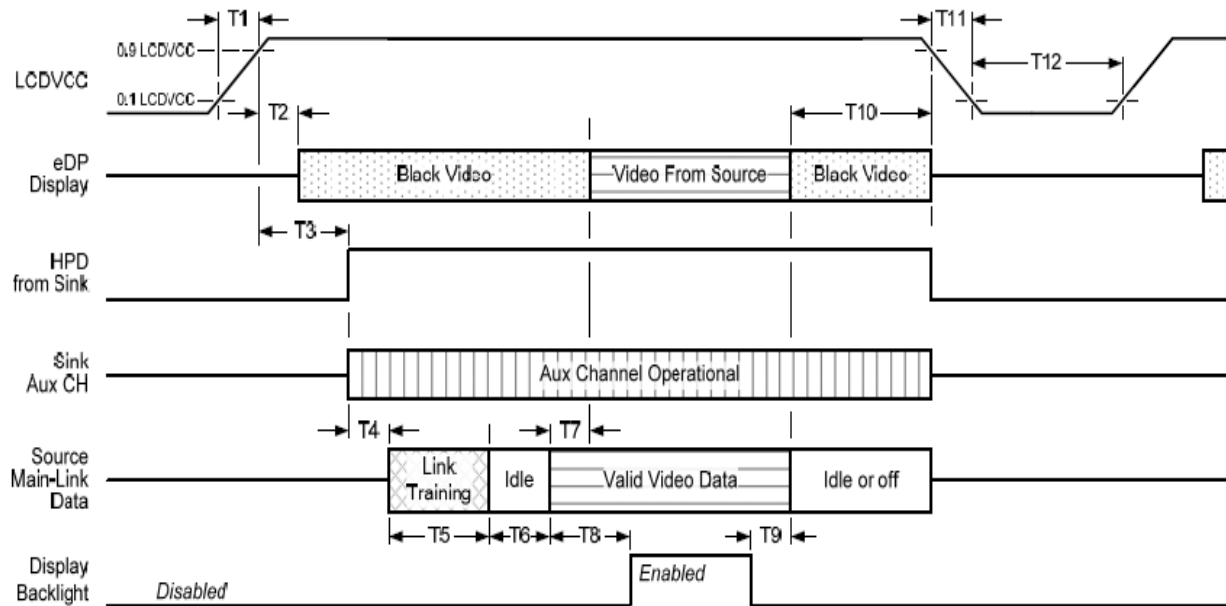 T1
T11
0.9 LCDVCC
LCDVCC
T12
0.1 LCDVCC
T2
T10
eDP
Display
Black Video
Video From Source
Black Video
T3
HPD
from Sink
Sink
Aux CH
Aux Channel Operational
T4
T7
Source
Main-Link
Data
Link
Training
Idle
Valid Video Data
Idle or off
T5
T6
T8
T9
Display
Backlight
Disabled
Enabled